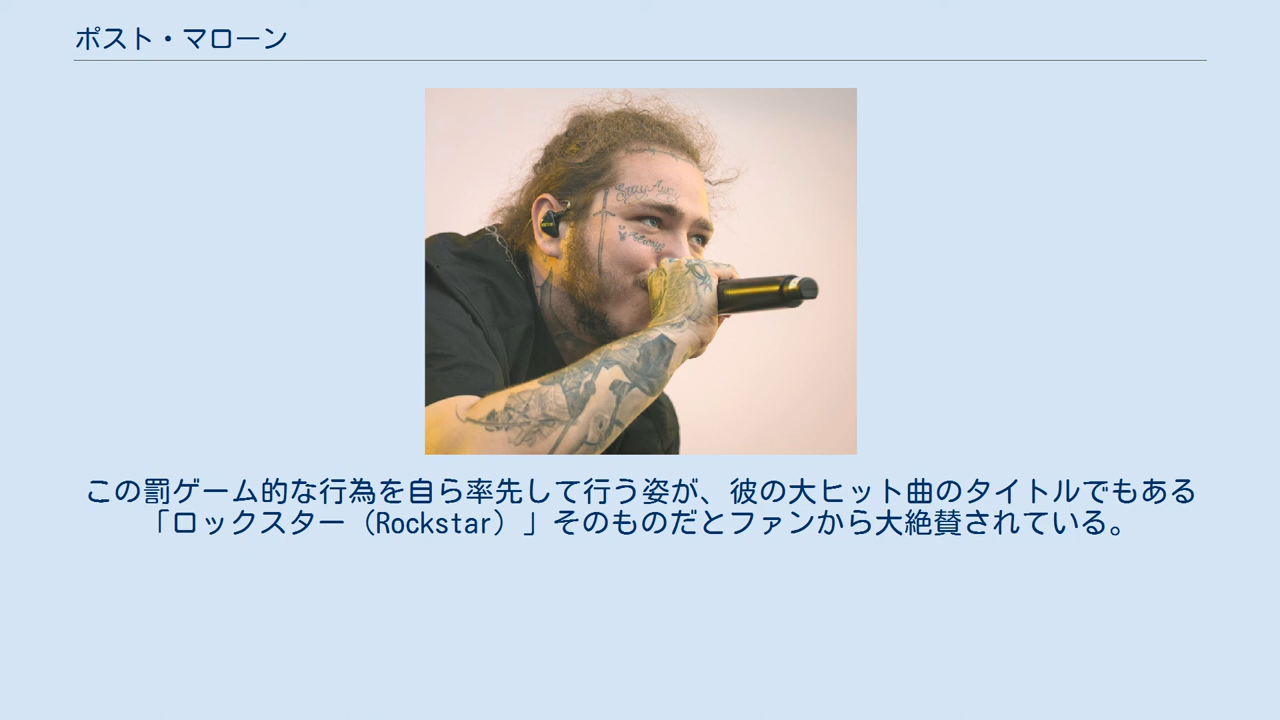 ポスト・マローン
Stay Away
Always
この罰ゲーム的な行為を自ら率先して行う姿が、彼の大ヒット曲のタイトルでもある
「ロックスター（Rockstar）」そのものだとファンから大絶賛されている。